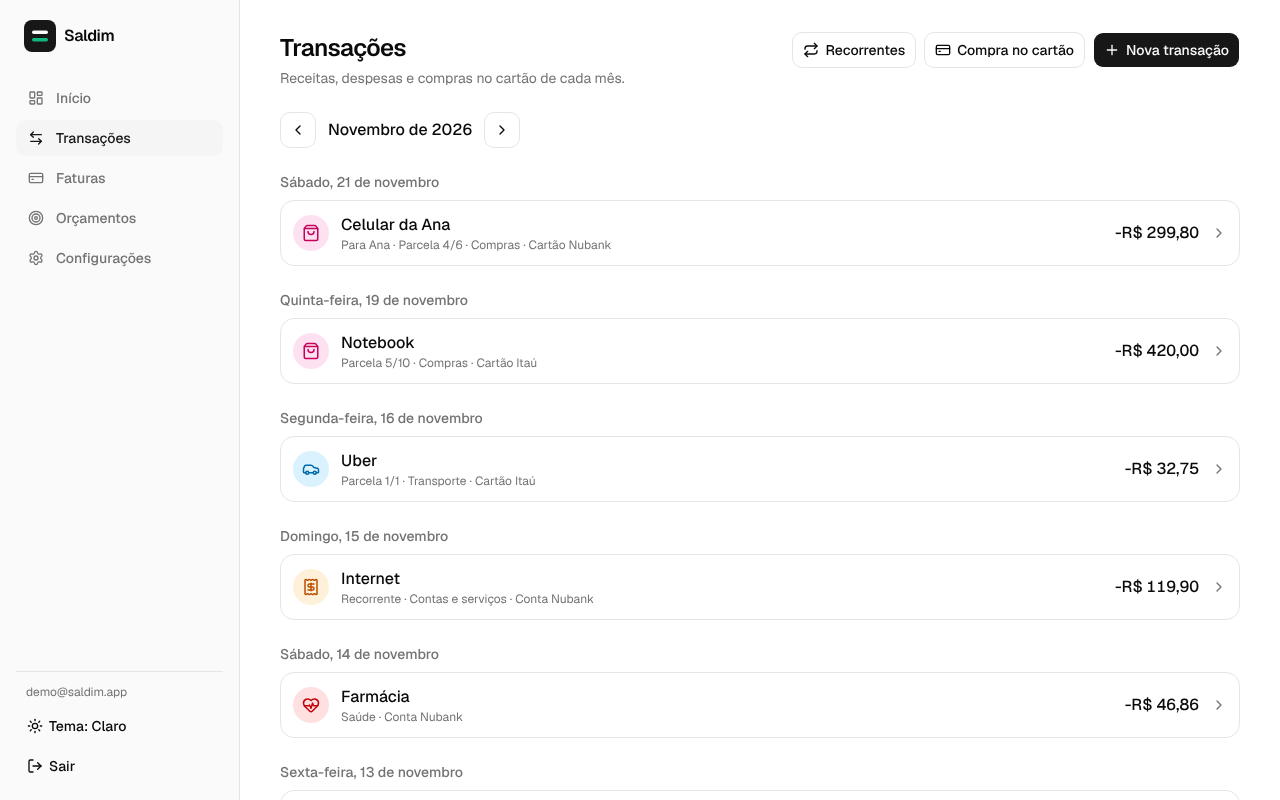 Saldim
Início
Transações
Faturas
Orçamentos
Configurações
demo@saldim.app
Tema: Claro
Sair
Transações
Receitas, despesas e compras no cartão de cada mês.
Recorrentes
Compra no cartão
Nova transação
Novembro de 2026
Sábado, 21 de novembro
Celular da Ana
Para Ana · Parcela 4/6 · Compras · Cartão Nubank
-R$ 299,80
Quinta-feira, 19 de novembro
Notebook
Parcela 5/10 · Compras · Cartão Itaú
-R$ 420,00
Segunda-feira, 16 de novembro
Uber
Parcela 1/1 · Transporte · Cartão Itaú
-R$ 32,75
Domingo, 15 de novembro
Internet
Recorrente · Contas e serviços · Conta Nubank
-R$ 119,90
Sábado, 14 de novembro
Farmácia
Saúde · Conta Nubank
-R$ 46,86
Sexta-feira, 13 de novembro